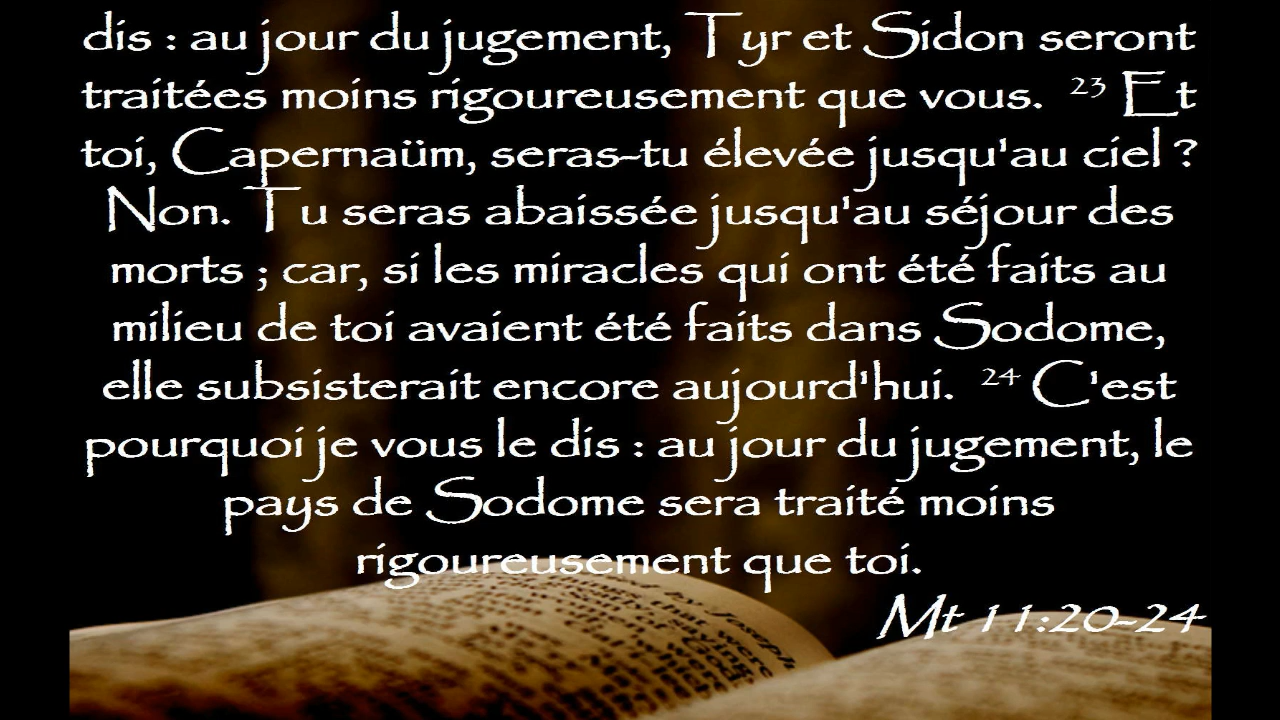 dis : au jour du jugement, Tyr et Sidon seront
traitées moins rigoureusement que vous. 23 Et
toi, Capernaüm, seras-tu élevée jusqu'au ciel ?
Non. Tu seras abaissée jusqu'au séjour des
morts ; car, si les miracles qui ont été faits au
milieu de toi avaient été faits dans Sodome,
elle subsisterait encore aujourd'hui. 24 C'est
pourquoi je vous le dis : au jour du jugement, le
pays de Sodome sera traité moins
rigoureusement que toi.
Mt 11:20-24